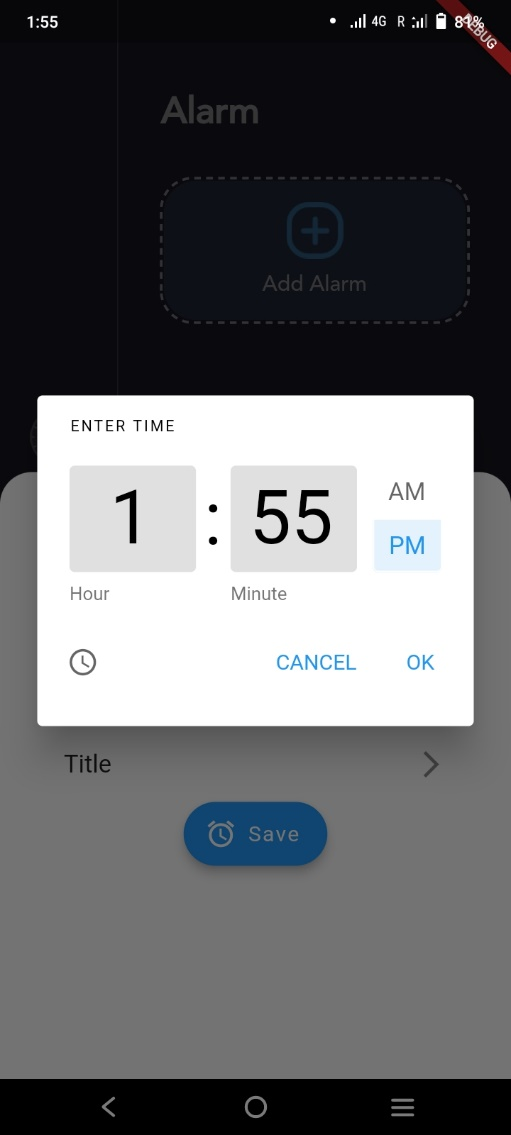 1:55
4G R 81%
DEBUG
Alarm
Add Alarm
ENTER TIME
1 : 55
AM
PM
Hour Minute
CANCEL OK
Title
Save